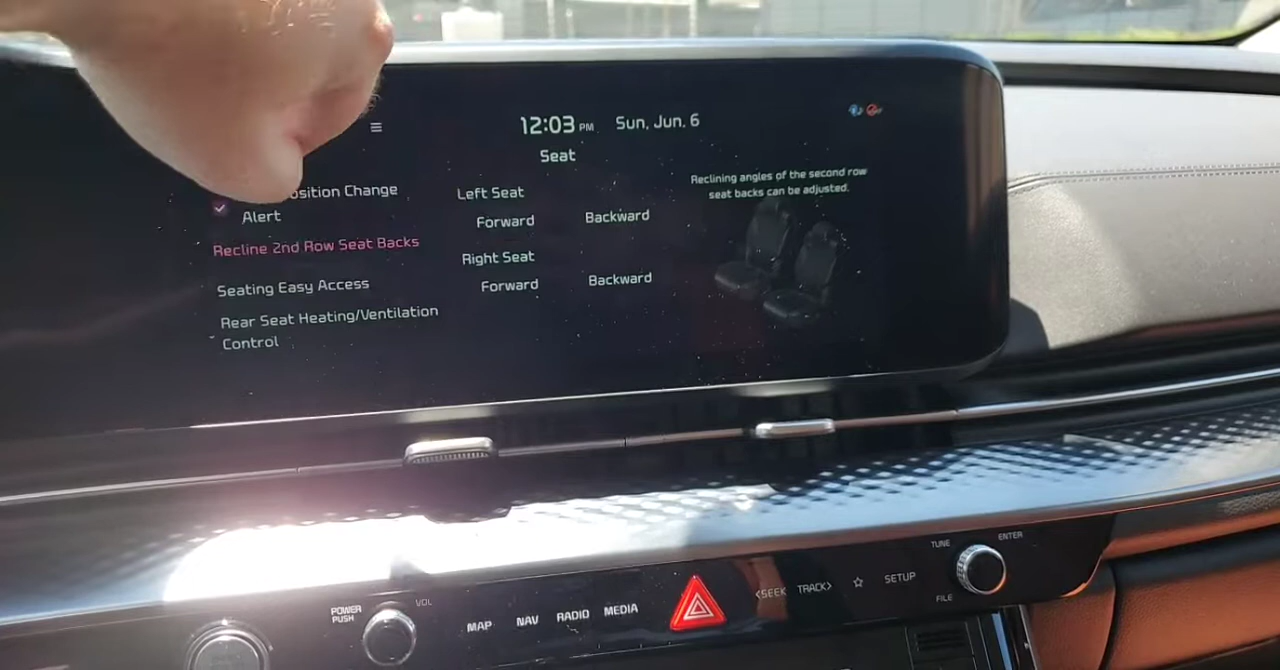 12:03 PM Sun, Jun. 6
Seat
Reclining angles of the second row
seat backs can be adjusted.
Change
Alert
Recline 2nd Row Seat Backs
Seating Easy Access
Rear Seat Heating/Ventilation
Control
Left Seat
Forward Backward
Right Seat
Forward Backward
POWER
PUSH
VOL
MAP NAV RADIO MEDIA
<SEEK TRACK> ☆ SETUP
TUNE
ENTER
FILE